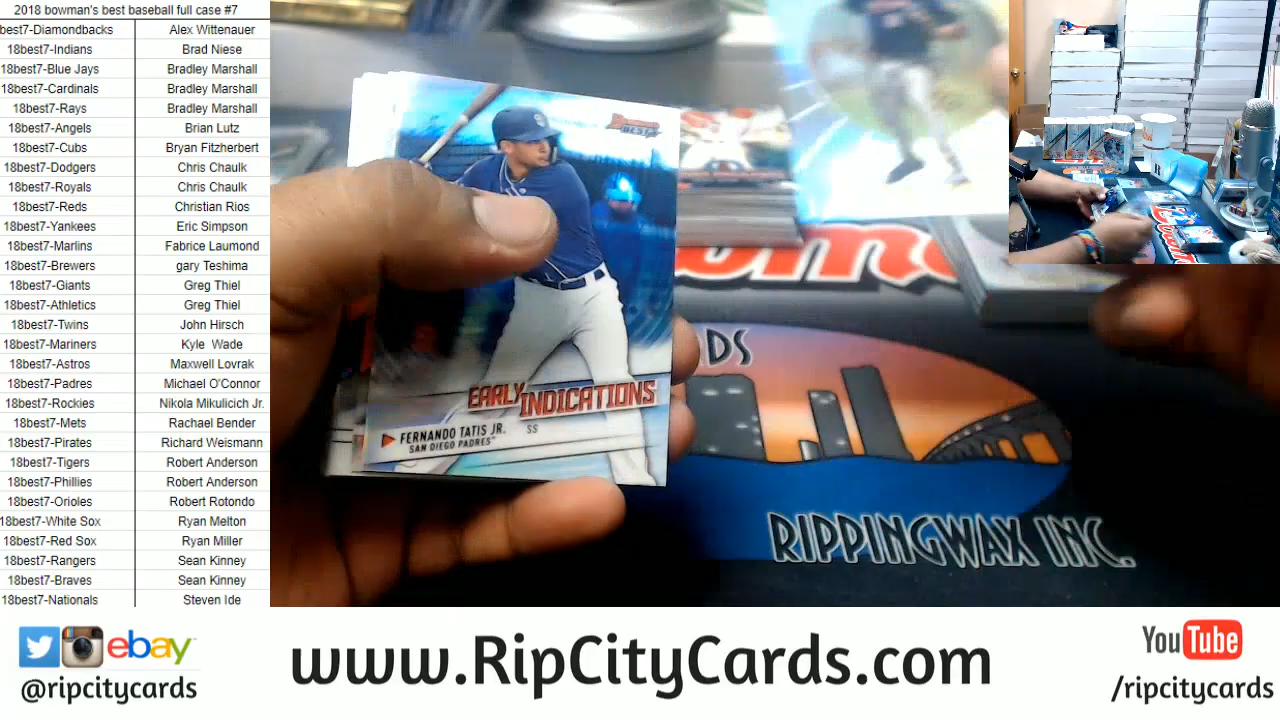 2018 bowman's best baseball full case #7
best7-Diamondbacks Alex Wittenauer
18best7-Indians Brad Niese
18best7-Blue Jays Bradley Marshall
18best7-Cardinals Bradley Marshall
18best7-Rays Bradley Marshall
18best7-Angels Brian Lutz
18best7-Cubs Bryan Fitzherbert
18best7-Dodgers Chris Chaulk
18best7-Royals Chris Chaulk
18best7-Reds Christian Rios
18best7-Yankees Eric Simpson
18best7-Marlins Fabrice Laumond
18best7-Brewers gary Teshima
18best7-Giants Greg Thiel
18best7-Athletics Greg Thiel
18best7-Twins John Hirsch
18best7-Mariners Kyle Wade
18best7-Astros Maxwell Lovrak
18best7-Padres Michael O'Connor
18best7-Rockies Nikola Mikulicich Jr.
18best7-Mets Rachael Bender
18best7-Pirates Richard Weismann
18best7-Tigers Robert Anderson
18best7-Phillies Robert Anderson
18best7-Orioles Robert Rotondo
18best7-White Sox Ryan Melton
18best7-Red Sox Ryan Miller
18best7-Rangers Sean Kinney
18best7-Braves Sean Kinney
18best7-Nationals Steven Ide
BOWMAN'S
BEST
EARLY INDICATIONS
FERNANDO TATIS JR. SS
SAN DIEGO PADRES™
DS
RIPPINGWAX INC.
ebay™
@ripcitycards
www.RipCityCards.com
YouTube
/ripcitycards